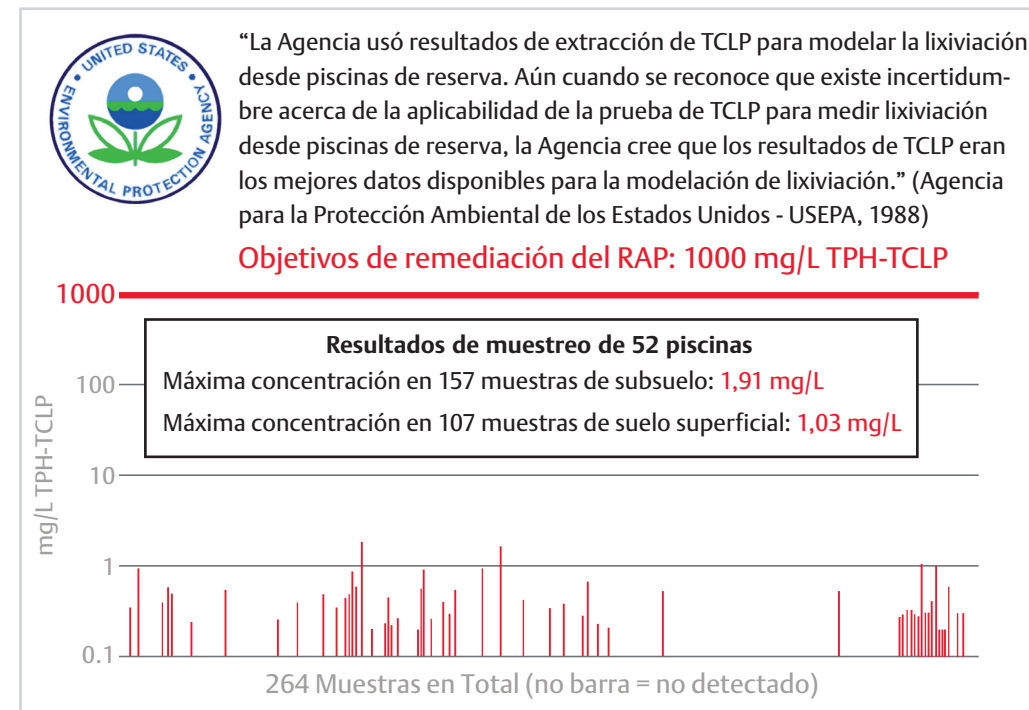 UNITED STATES
ENVIRONMENTAL PROTECTION AGENCY
“La Agencia usó resultados de extracción de TCLP para modelar la lixiviación
desde piscinas de reserva. Aún cuando se reconoce que existe incertidum-
bre acerca de la aplicabilidad de la prueba de TCLP para medir lixiviación
desde piscinas de reserva, la Agencia cree que los resultados de TCLP eran
los mejores datos disponibles para la modelación de lixiviación.” (Agencia
para la Protección Ambiental de los Estados Unidos - USEPA, 1988)
Objetivos de remediación del RAP: 1000 mg/L TPH-TCLP
1000
Resultados de muestreo de 52 piscinas
Máxima concentración en 157 muestras de subsuelo: 1,91 mg/L
Máxima concentración en 107 muestras de suelo superficial: 1,03 mg/L
100
10
1
0.1
mg/L TPH-TCLP
264 Muestras en Total (no barra = no detectado)